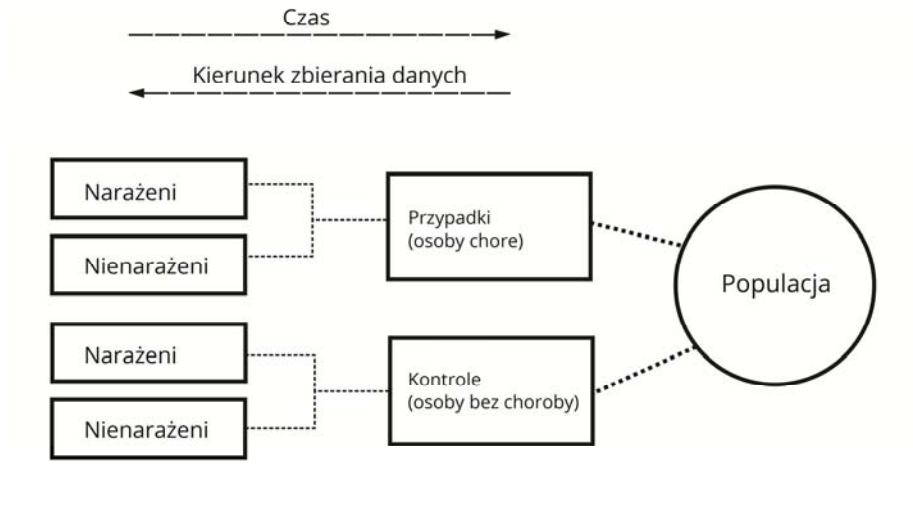 Czas
Kierunek zbierania danych
Narażeni
Nienarażeni
Przypadki
(osoby chore)
Populacja
Narażeni
Nienarażeni
Kontrole
(osoby bez choroby)